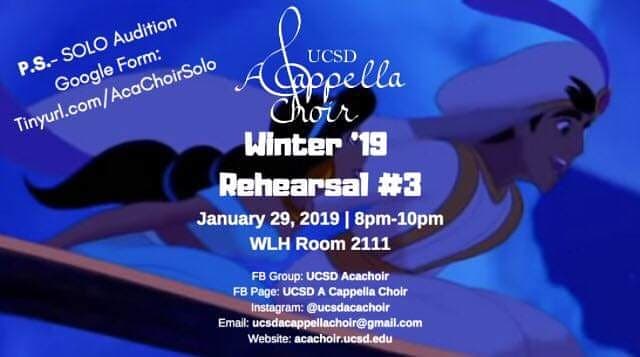 P.S.- SOLO Audition
Google Form:
Tinyurl.com/AcaChoirSolo
UCSD
A Cappella
Choir
Winter '19
Rehearsal #3
January 29, 2019 | 8pm-10pm
WLH Room 2111
FB Group: UCSD Acachoir
FB Page: UCSD A Cappella Choir
Instagram: @ucsdacachoir
Email: ucsdacappellachoir@gmail.com
Website: acachoir.ucsd.edu